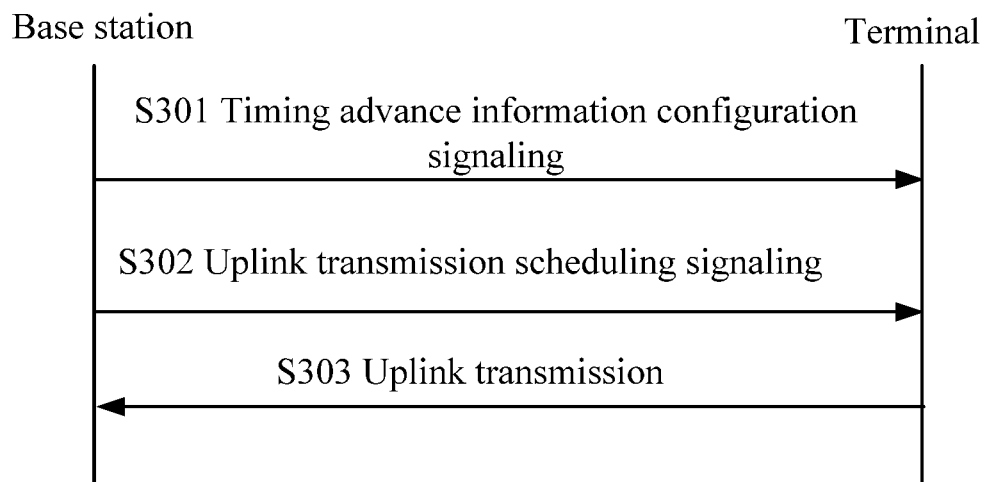 Base station
Terminal
S301 Timing advance information configuration
signaling
S302 Uplink transmission scheduling signaling
S303 Uplink transmission